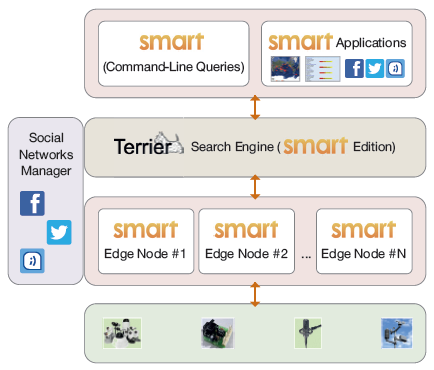 smart
(Command-Line Queries)
smart Applications
Social
Networks
Manager
Terrier Search Engine (smart Edition)
smart
Edge Node #1
smart
Edge Node #2
...
smart
Edge Node #N